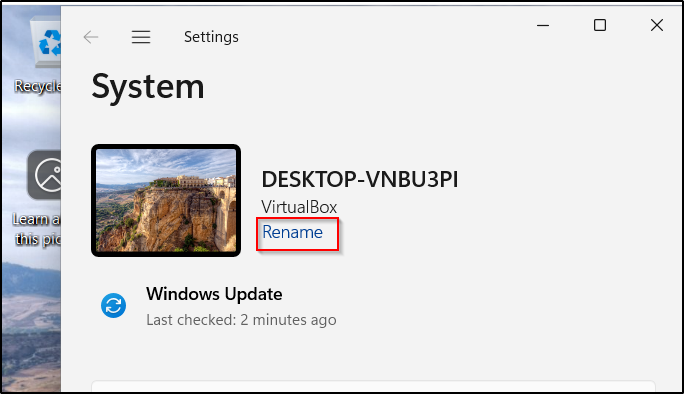 Settings
System
Recycle
DESKTOP-VNBU3PI
VirtualBox
Rename
Learn a
this pic
Windows Update
Last checked: 2 minutes ago